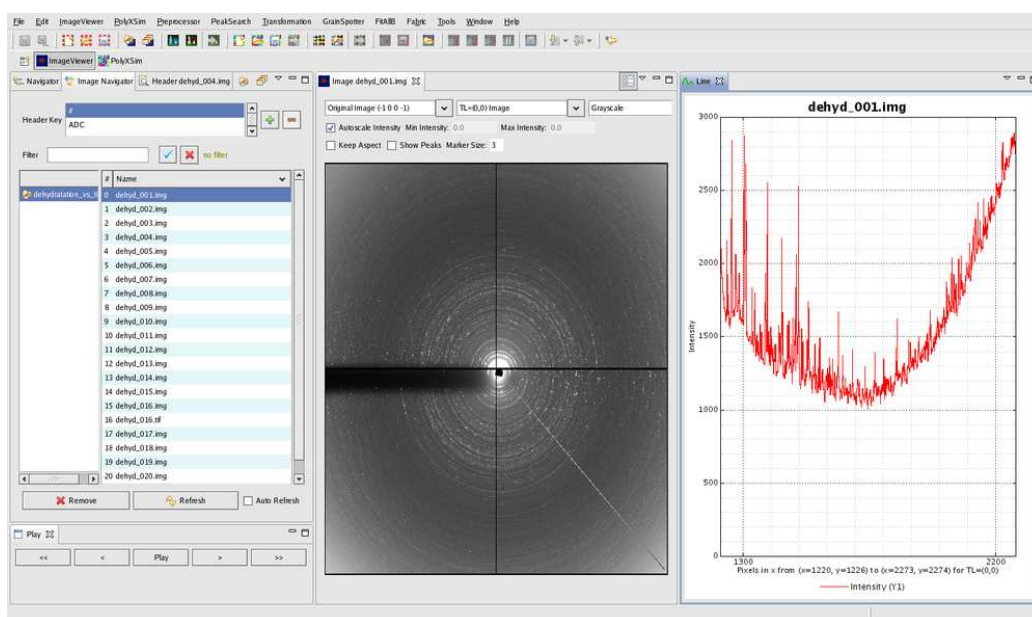 File Edit ImageViewer PolyXSim Preprocessor PeakSearch Transformation GrainSpotter FitAllB Fabric Tools Window Help
ImageViewer PolyXSim
Navigator Image Navigator Header dehyd_004.img
Header Key
#
ADC
Filter
no filter
dehydratation_vs_ti
# Name
0 dehyd_001.img
1 dehyd_002.img
2 dehyd_003.img
3 dehyd_004.img
4 dehyd_005.img
5 dehyd_006.img
6 dehyd_007.img
7 dehyd_008.img
8 dehyd_009.img
9 dehyd_010.img
10 dehyd_011.img
11 dehyd_012.img
12 dehyd_013.img
13 dehyd_014.img
14 dehyd_015.img
15 dehyd_016.img
16 dehyd_016.tif
17 dehyd_017.img
18 dehyd_018.img
19 dehyd_019.img
20 dehyd_020.img
Remove Refresh Auto Refresh
Play
<< < Play > >>
Image dehyd_001.img
Original Image (-1 0 0 -1) TL=(0,0) Image Grayscale
Autoscale Intensity Min Intensity: 0.0 Max Intensity: 0.0
Keep Aspect Show Peaks Marker Size: 3
Line
dehyd_001.img
3000
2500
2000
1500
1000
500
0
Intensity
1300 2200
Pixels in x from (x=1220, y=1226) to (x=2273, y=2274) for TL=(0,0)
Intensity (Y1)